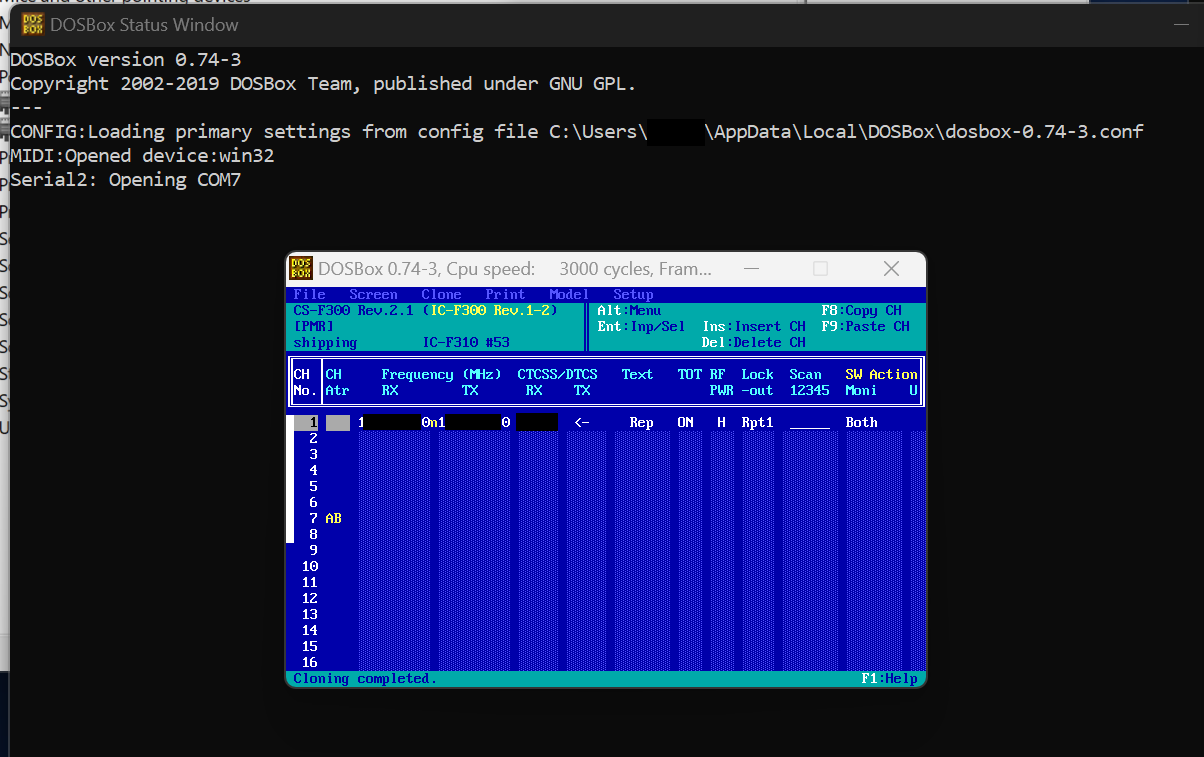 Mice and other pointing devices
DOSBox Status Window
DOSBox version 0.74-3
Copyright 2002-2019 DOSBox Team, published under GNU GPL.
---
CONFIG:Loading primary settings from config file C:\Users\ \AppData\Local\DOSBox\dosbox-0.74-3.conf
MIDI:Opened device:win32
Serial2: Opening COM7
DOSBox 0.74-3, Cpu speed: 3000 cycles, Fram...
File Screen Clone Print Model Setup
CS-F300 Rev.2.1 (IC-F300 Rev.1-2) Alt:Menu F8:Copy CH
[PMR] Ent:Inp/Sel Ins:Insert CH F9:Paste CH
shipping IC-F310 #53 Del:Delete CH
CH CH Frequency (MHz) CTCSS/DTCS Text TOT RF Lock Scan SW Action
No. Atr RX TX RX TX PWR -out 12345 Moni U
1 1 0n1 0 <- Rep ON H Rpt1 _____ Both
2
3
4
5
6
7 AB
8
9
10
11
12
13
14
15
16
Cloning completed. F1:Help